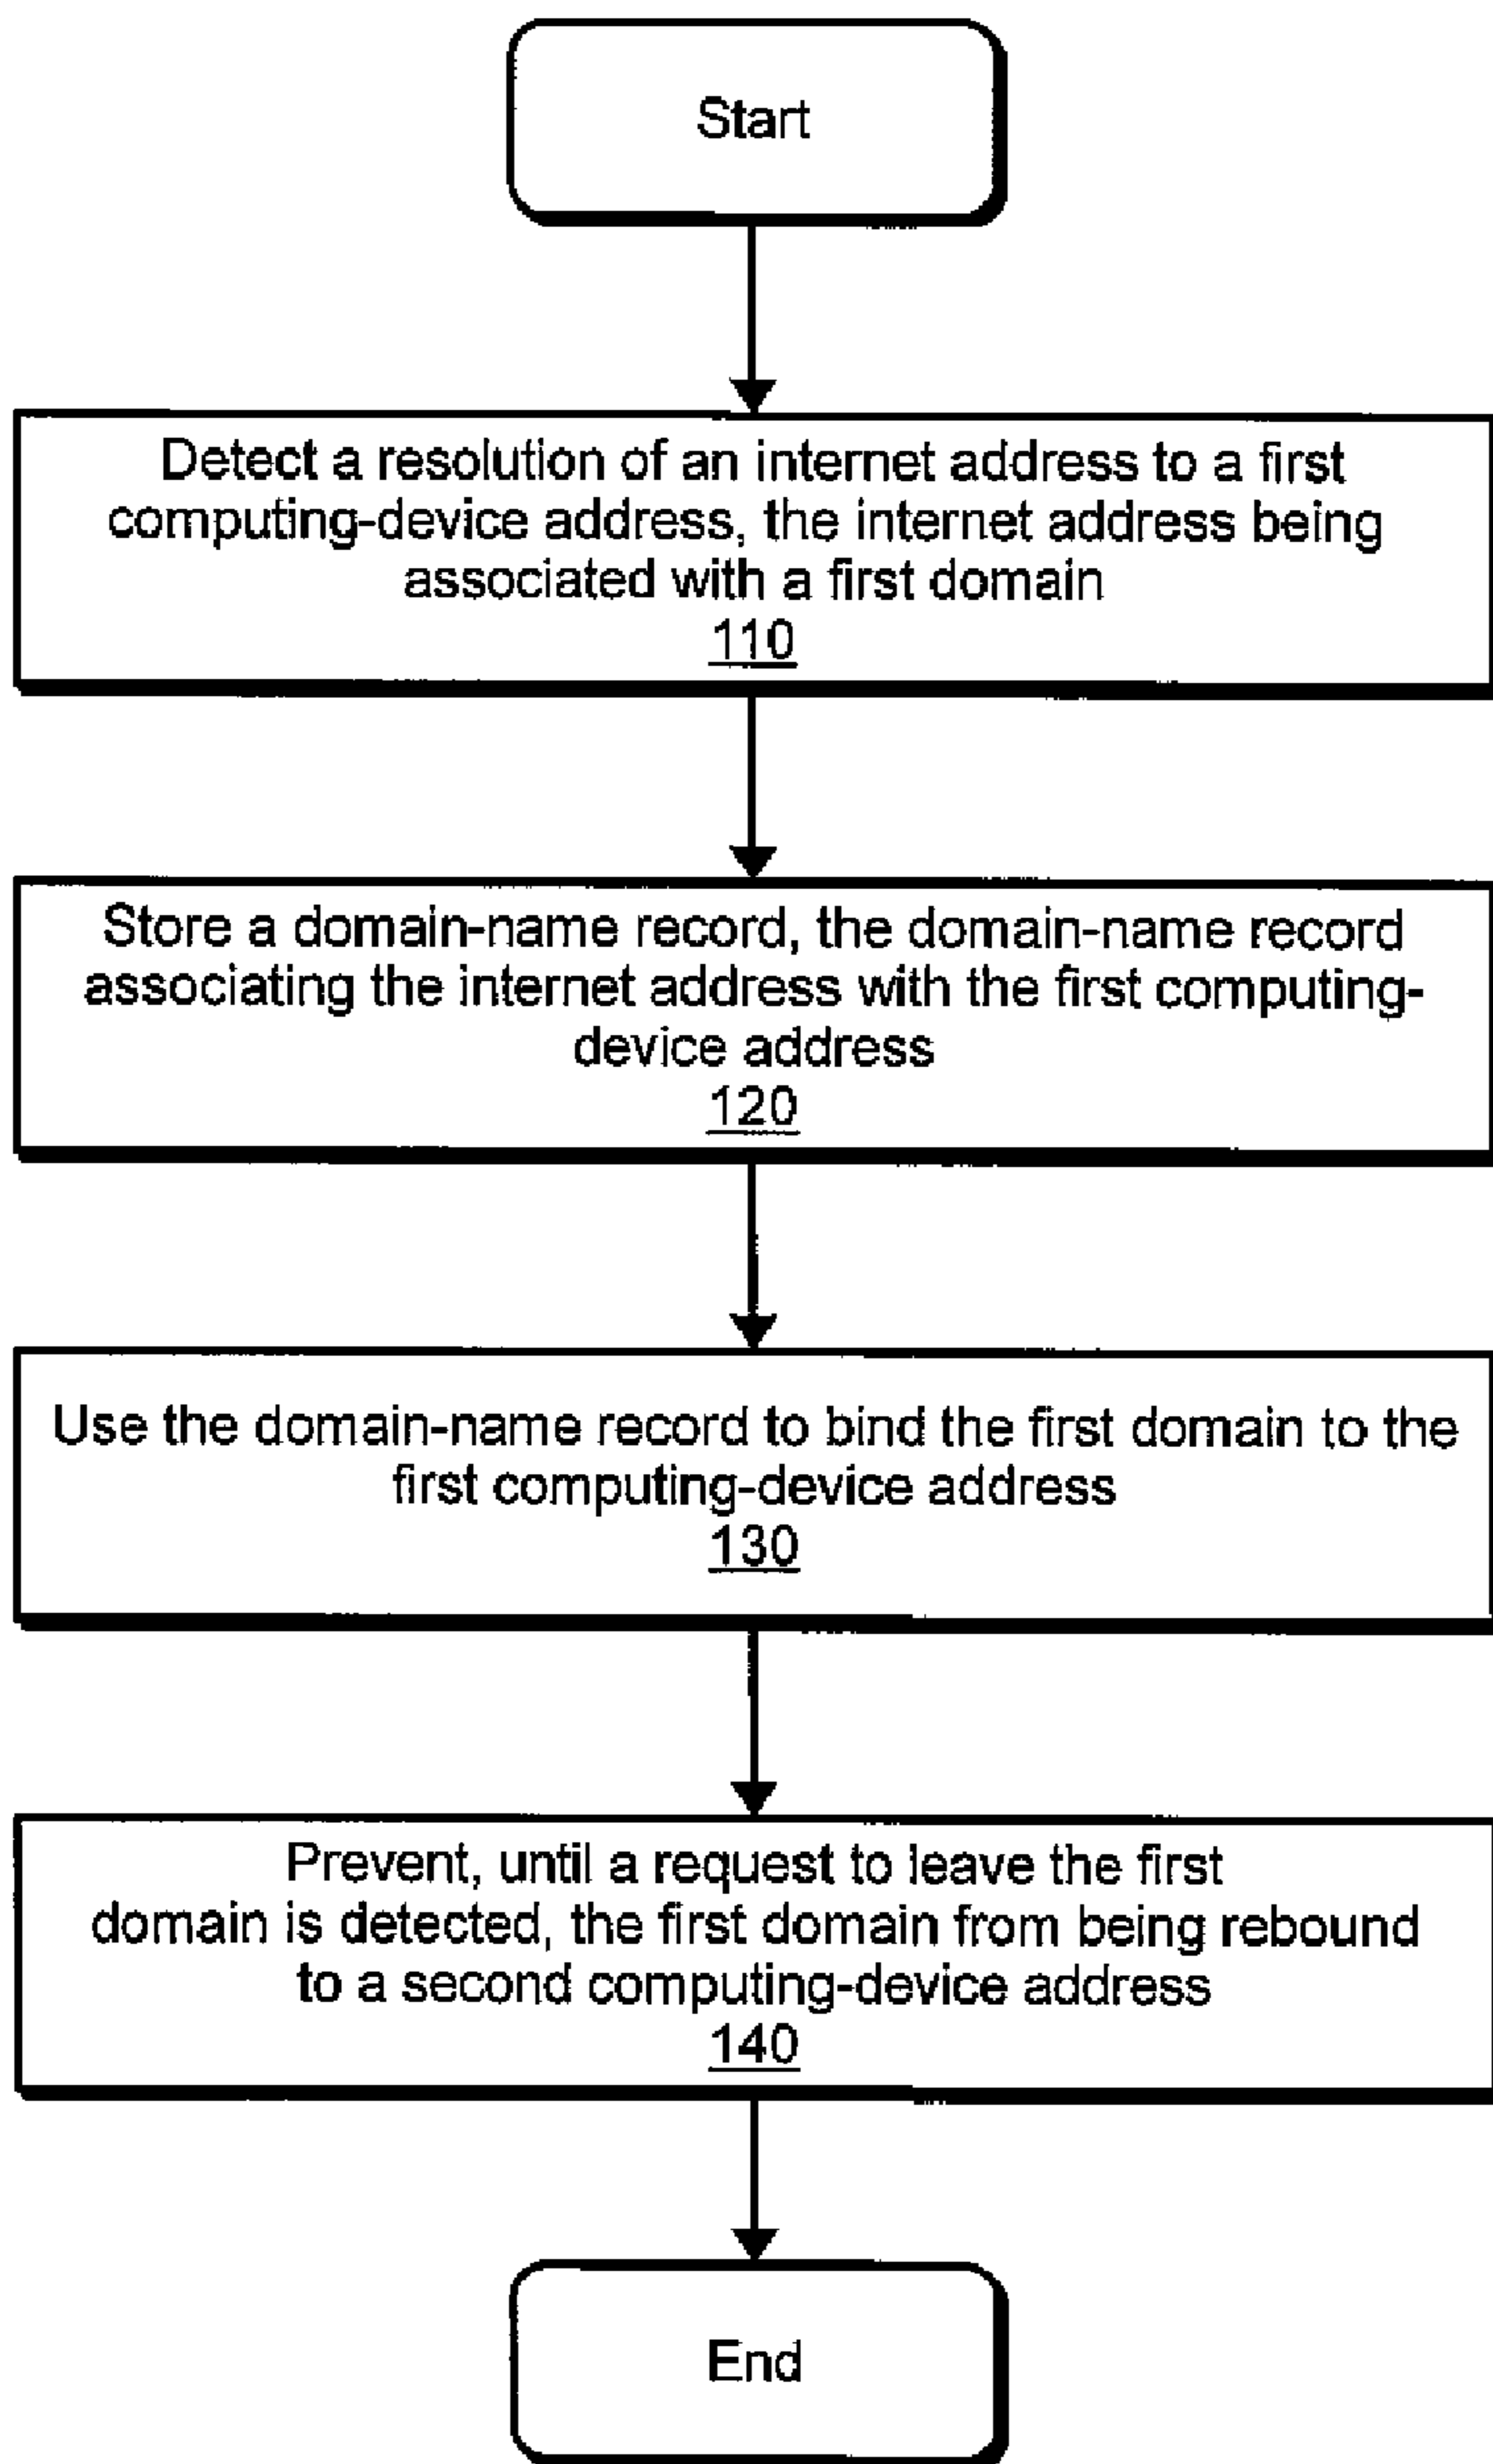 Start
Detect a resolution of an internet address to a first
computing-device address, the internet address being
associated with a first domain
110
Store a domain-name record, the domain-name record
associating the internet address with the first computing-
device address
120
Use the domain-name record to bind the first domain to the
first computing-device address
130
Prevent, until a request to leave the first
domain is detected, the first domain from being rebound
to a second computing-device address
140
End